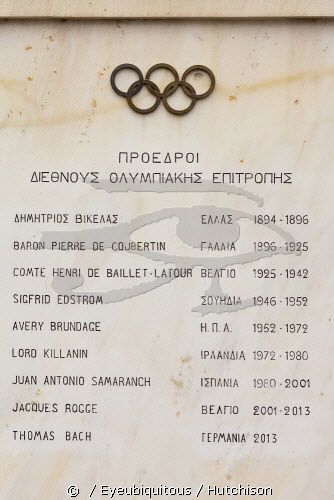 ΠΡΟΕΔΡΟΙ
ΔΙΕΘΝΟΥΣ ΟΛΥΜΠΙΑΚΗΣ ΕΠΙΤΡΟΠΗΣ
ΔΗΜΗΤΡΙΟΣ ΒΙΚΕΛΑΣ ΕΛΛΑΣ 1894-1896
BARON PIERRE DE COUBERTIN ΓΑΛΛΙΑ 1896-1925
COMTE HENRI DE BAILLET-LATOUR ΒΕΛΓΙΟ 1925-1942
SIGFRID EDSTROM ΣΟΥΗΔΙΑ 1946-1952
AVERY BRUNDAGE Η.Π.Α. 1952-1972
LORD KILLANIN ΙΡΛΑΝΔΙΑ 1972-1980
JUAN ANTONIO SAMARANCH ΙΣΠΑΝΙΑ 1980-2001
JACQUES ROGGE ΒΕΛΓΙΟ 2001-2013
THOMAS BACH ΓΕΡΜΑΝΙΑ 2013
© / Eyeubiquitous / Hutchison